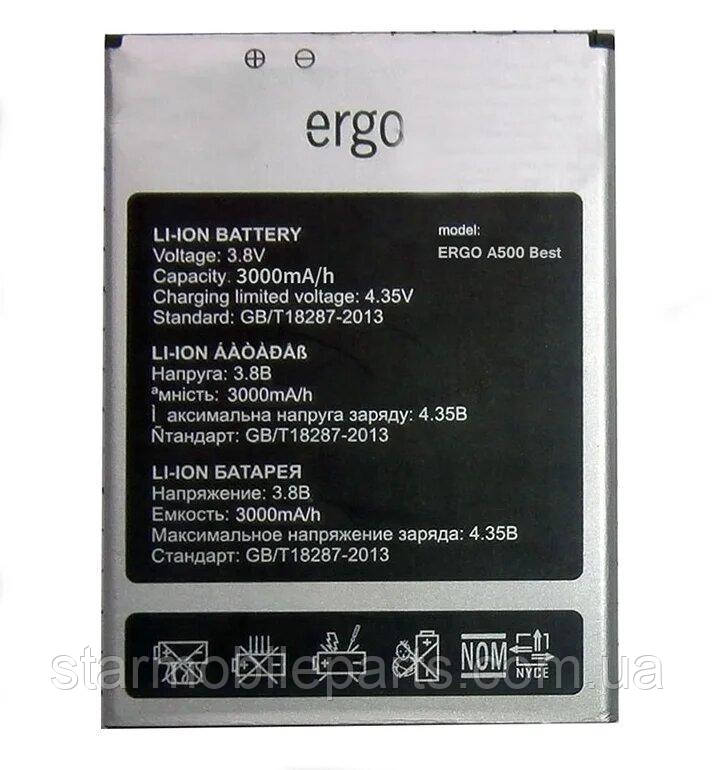 ergo
LI-ION BATTERY
Voltage: 3.8V
Capacity. 3000mA/h
Charging limited voltage: 4.35V
Standard: GB/T18287-2013
model:
ERGO A500 Best
LI-ION ÁÀÒÀÐÅß
Напруга: 3.8В
ªмність: 3000mA/h
Ì аксимальна напруга заряду: 4.35В
Ñтандарт: GB/T18287-2013
LI-ION БАТАРЕЯ
Напряжение: 3.8В
Емкость: 3000mA/h
Максимальное напряжение заряда: 4.35В
Стандарт: GB/T18287-2013
NOM
NYCE
starmobileparts.com.ua